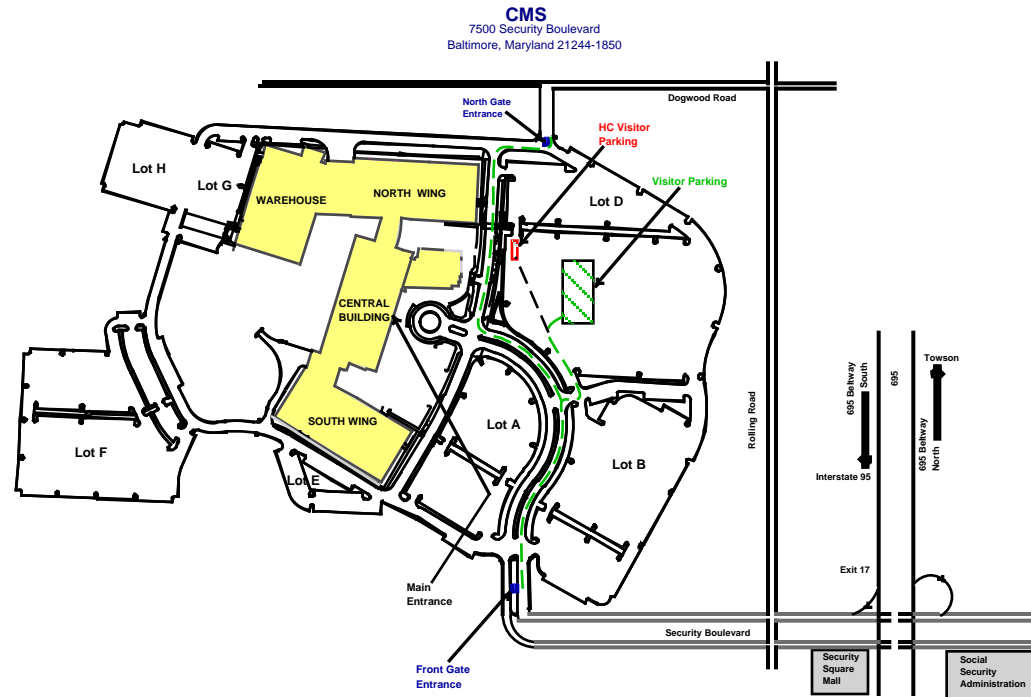 CMS
7500 Security Boulevard
Baltimore, Maryland 21244-1850
North Gate
Entrance
Dogwood Road
HC Visitor
Parking
Visitor Parking
Lot H
Lot G
WAREHOUSE
NORTH WING
Lot D
CENTRAL
BUILDING
SOUTH WING
Lot A
Lot B
Lot F
Lot E
Rolling Road
695 Beltway
South
695
Towson
695 Beltway
North
Interstate 95
Exit 17
Main
Entrance
Security Boulevard
Front Gate
Entrance
Security
Square
Mall
Social
Security
Administration